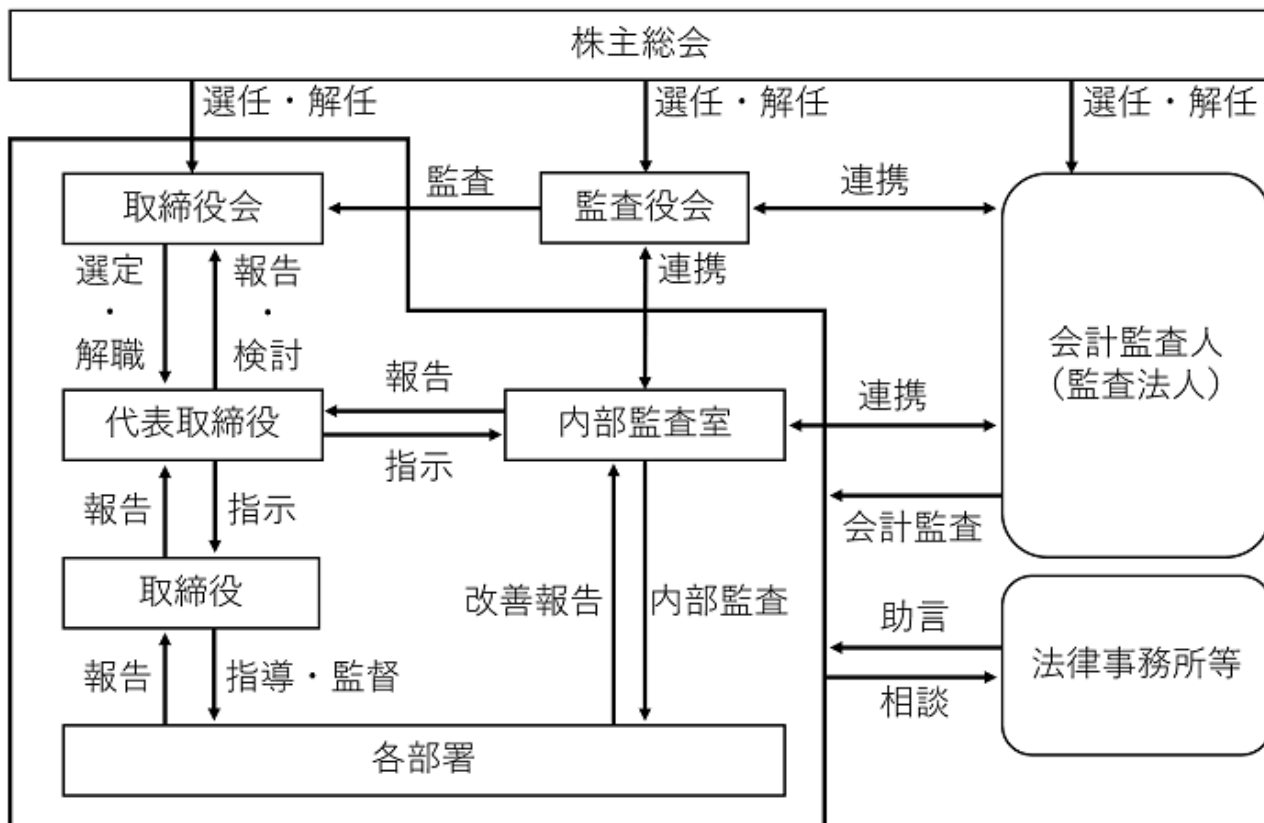 株主総会
選任・解任
選任・解任
選任・解任
取締役会
監査
監査役会
連携
選定
・
解職
報告
・
検討
連携
会計監査人
（監査法人）
代表取締役
報告
指示
内部監査室
連携
会計監査
報告
指示
取締役
改善報告
内部監査
助言
法律事務所等
相談
報告
指導・監督
各部署